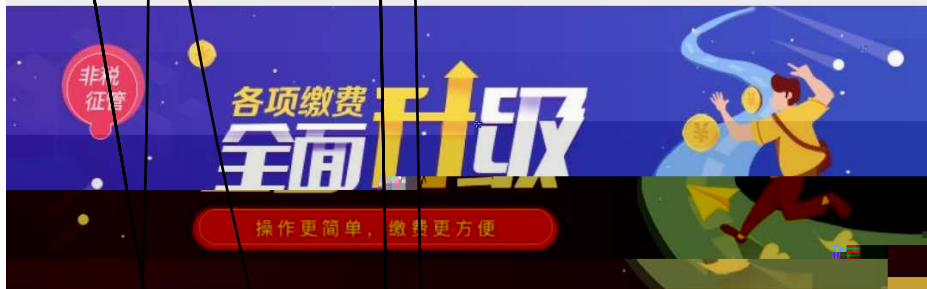 非税
征管
各项缴费
全面升级
操作更简单，缴费更方便